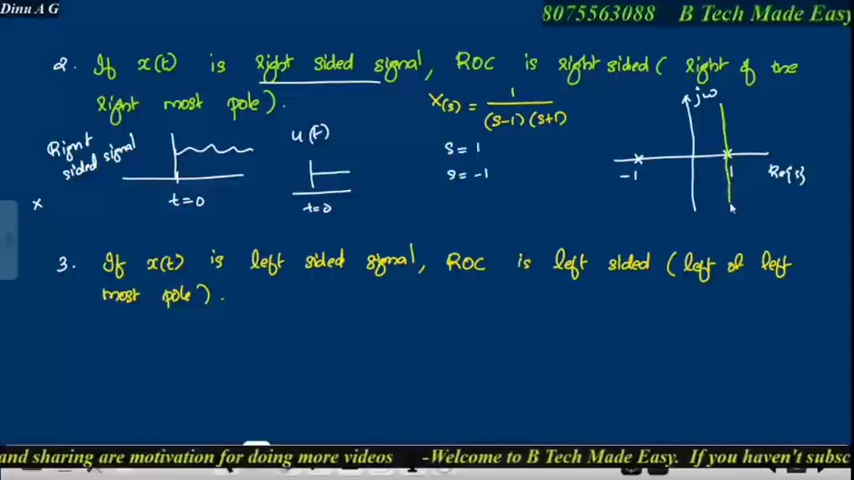 Dinu A G
8075563088 B Tech Made Easy
2. If x(t) is right sided signal, ROC is right sided ( right of the
right most pole ) .
X(s) = 1 / (s-1) (s+1)
jω
Right
sided signal
u(t)
s = 1
s = -1
-1
1
Re{s}
t=0
t=0
x
3. If x(t) is left sided signal, ROC is left sided ( left of left
most pole ) .
and sharing are motivation for doing more videos -Welcome to B Tech Made Easy. If you haven't subsc